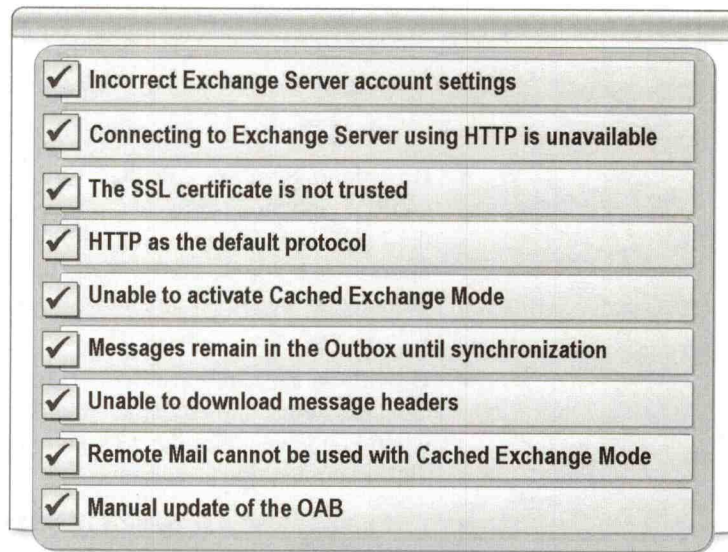 Incorrect Exchange Server account settings
Connecting to Exchange Server using HTTP is unavailable
The SSL certificate is not trusted
HTTP as the default protocol
Unable to activate Cached Exchange Mode
Messages remain in the Outbox until synchronization
Unable to download message headers
Remote Mail cannot be used with Cached Exchange Mode
Manual update of the OAB